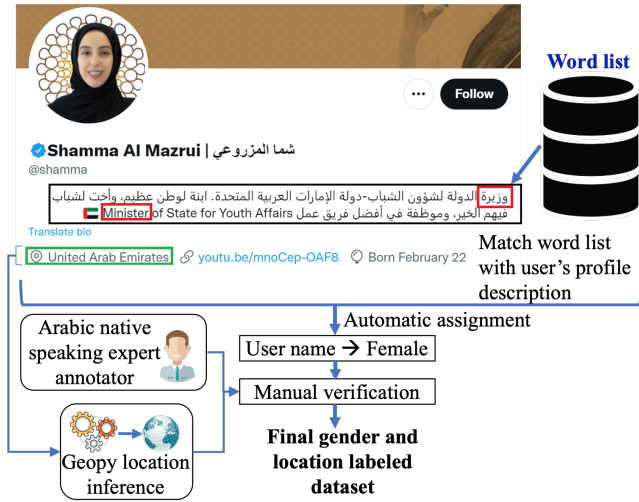 Word list
...
Follow
Shamma Al Mazrui | شما المزروعي
@shamma
وزيرة الدولة لشؤون الشباب-دولة الإمارات العربية المتحدة. ابنة لوطن عظيم، وأخت لشباب
فيهم الخير، وموظفة في أفضل فريق عمل Minister of State for Youth Affairs
Translate bio
United Arab Emirates youtu.be/mnoCep-OAF8 Born February 22
Match word list
with user's profile
description
Automatic assignment
Arabic native
speaking expert
annotator
User name → Female
Manual verification
Geopy location
inference
Final gender and
location labeled
dataset